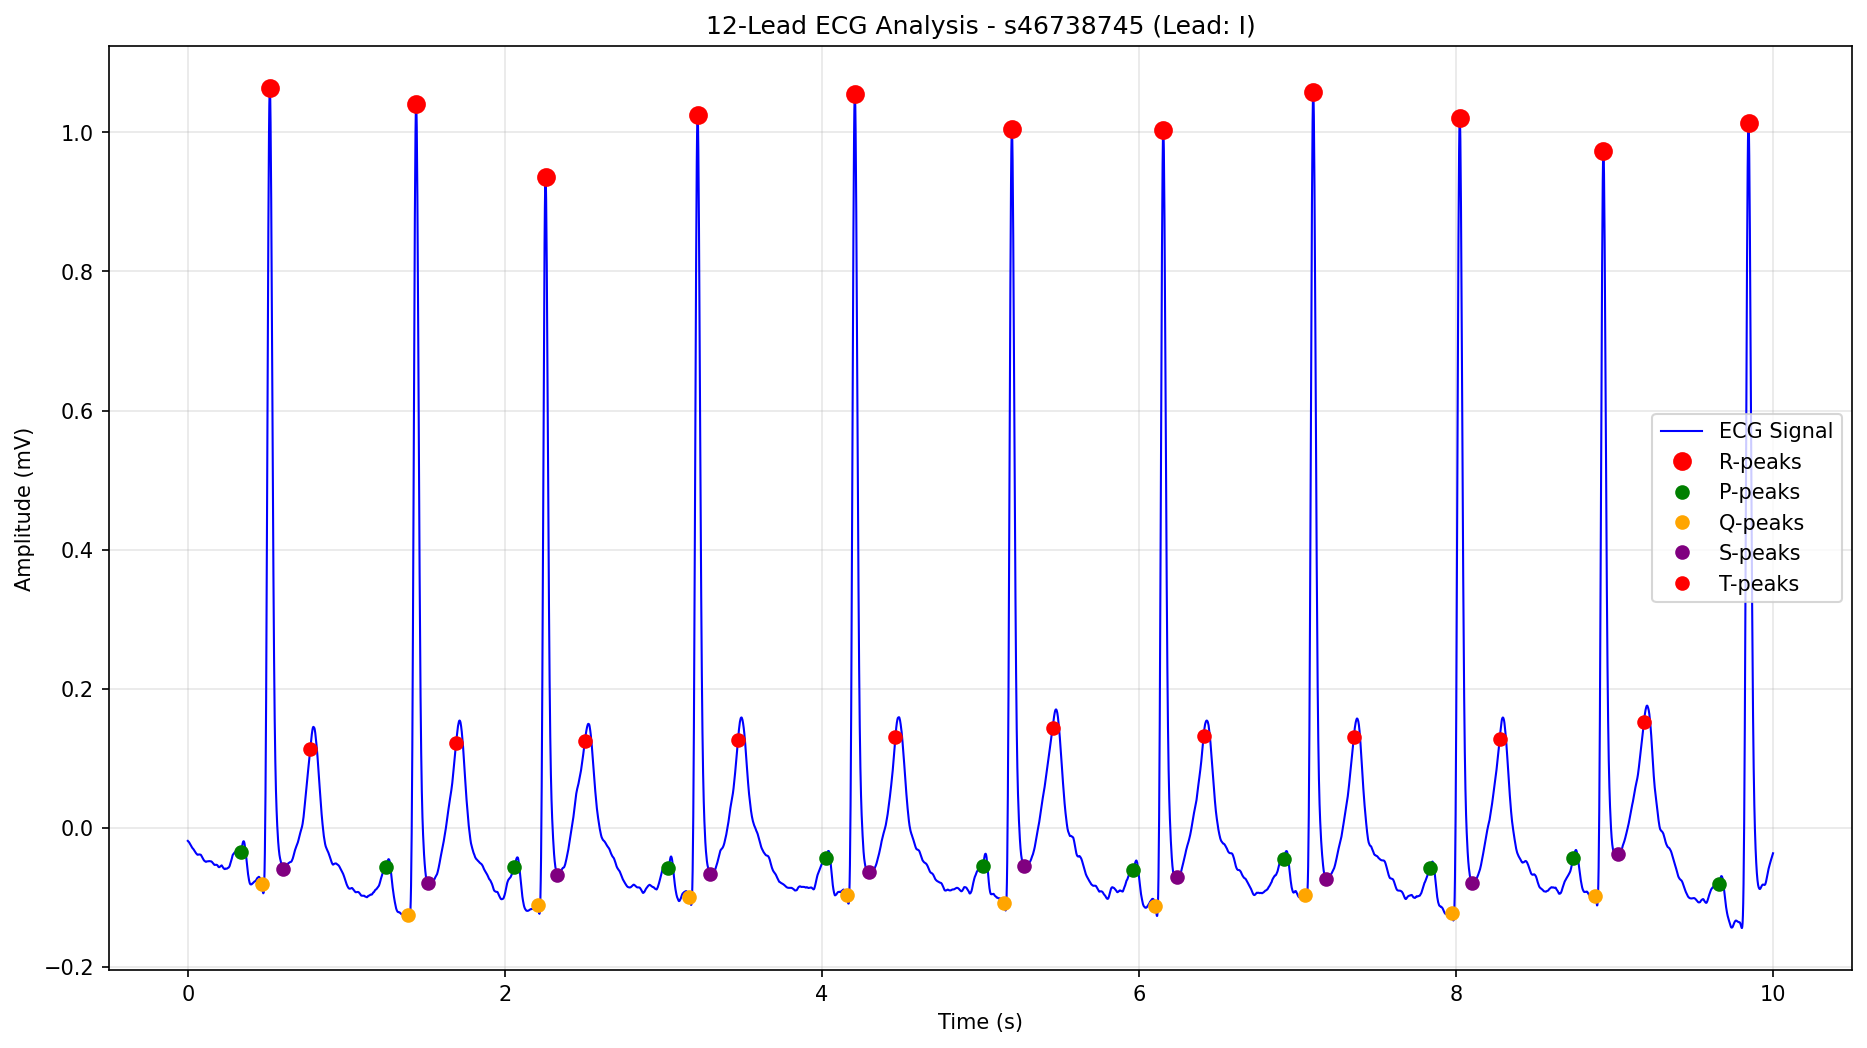 12-Lead ECG Analysis - s46738745 (Lead: I)
Amplitude (mV)
1.0
0.8
0.6
0.4
0.2
0.0
−0.2
ECG Signal
R-peaks
P-peaks
Q-peaks
S-peaks
T-peaks
0 2 4 6 8 10
Time (s)